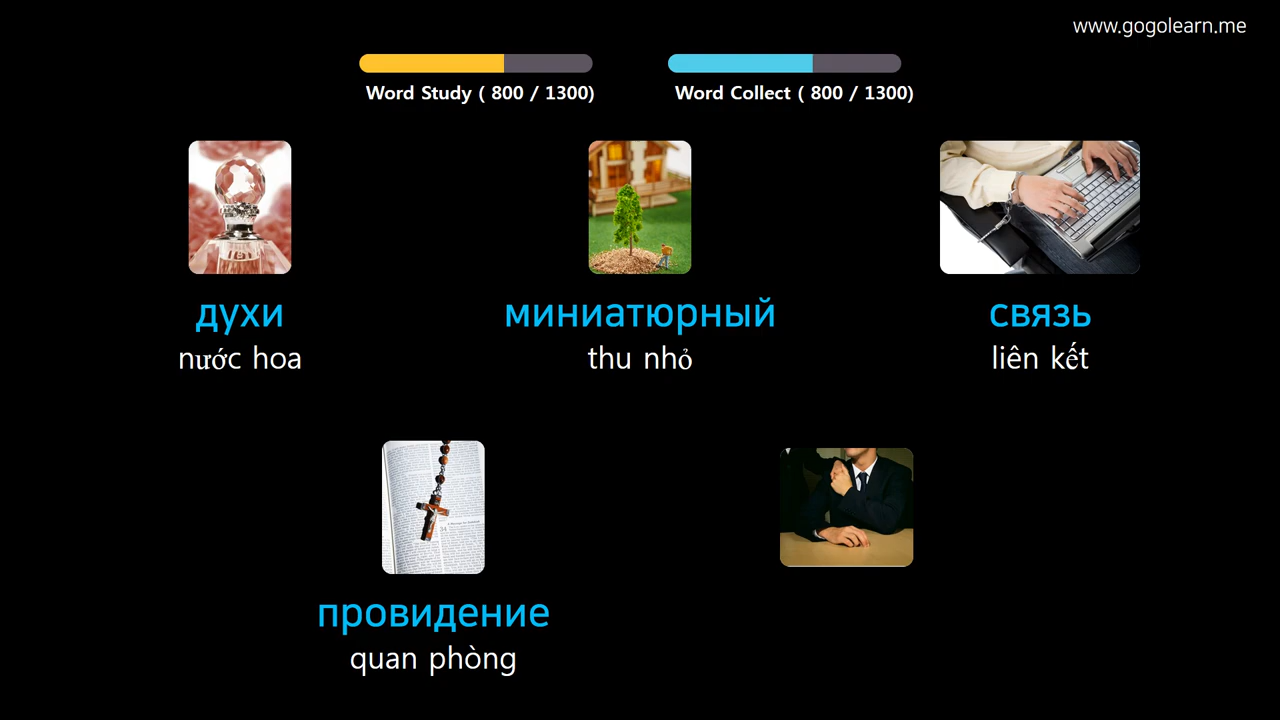 www.gogolearn.me
Word Study ( 800 / 1300)
Word Collect ( 800 / 1300)
духи
nước hoa
миниатюрный
thu nhỏ
связь
liên kết
провидение
quan phòng